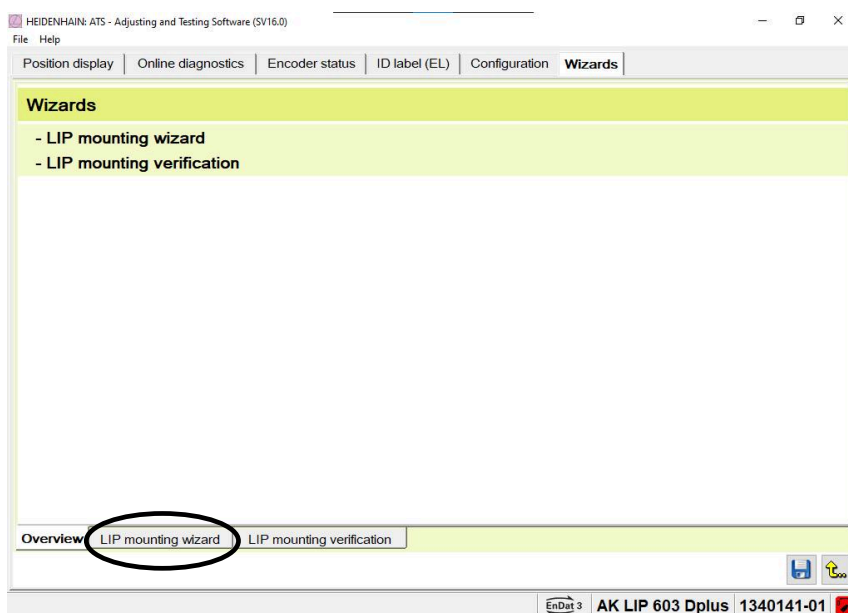 HEIDENHAIN: ATS - Adjusting and Testing Software (SV16.0)
File Help
Position display Online diagnostics Encoder status ID label (EL) Configuration Wizards
Wizards
- LIP mounting wizard
- LIP mounting verification
Overview LIP mounting wizard LIP mounting verification
EnDat 3 AK LIP 603 Dplus 1340141-01